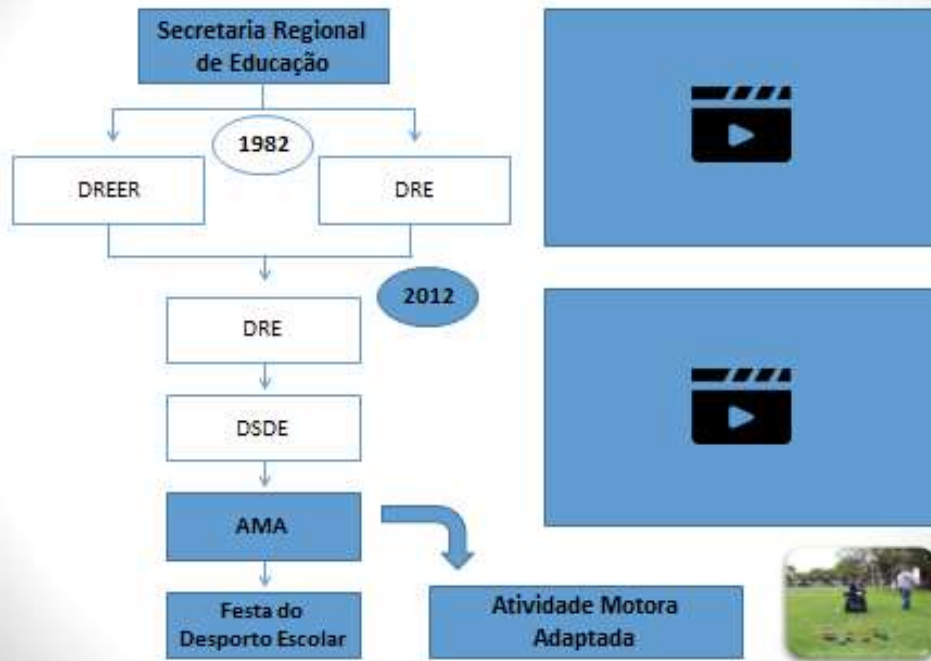 Secretaria Regional
de Educação
1982
DREER
DRE
2012
DRE
DSDE
AMA
Festa do
Desporto Escolar
Atividade Motora
Adaptada